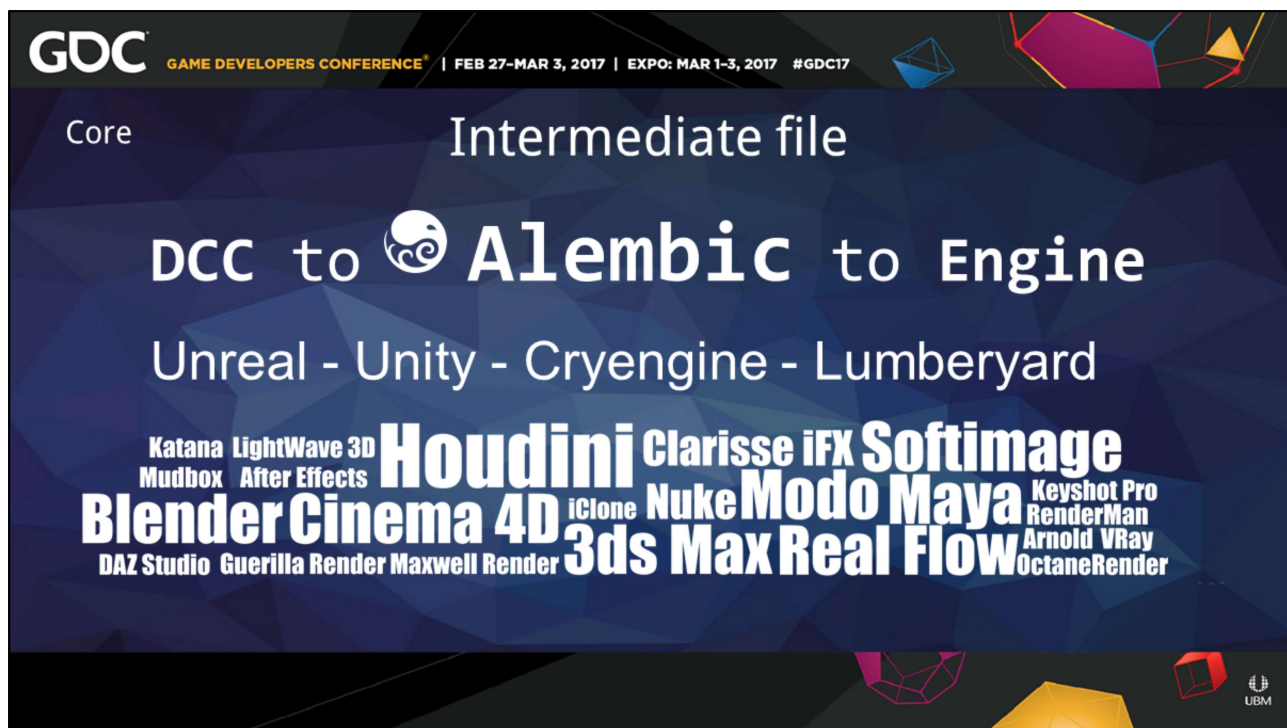 GDC GAME DEVELOPERS CONFERENCE® | FEB 27–MAR 3, 2017 | EXPO: MAR 1–3, 2017 #GDC17
Core
Intermediate file
DCC to Alembic to Engine
Unreal - Unity - Cryengine - Lumberyard
Katana LightWave 3D Houdini Clarisse iFX Softimage
Mudbox After Effects
Blender Cinema 4D iClone Nuke Modo Maya Keyshot Pro
RenderMan
DAZ Studio Guerilla Render Maxwell Render 3ds Max Real Flow Arnold VRay
OctaneRender
UBM